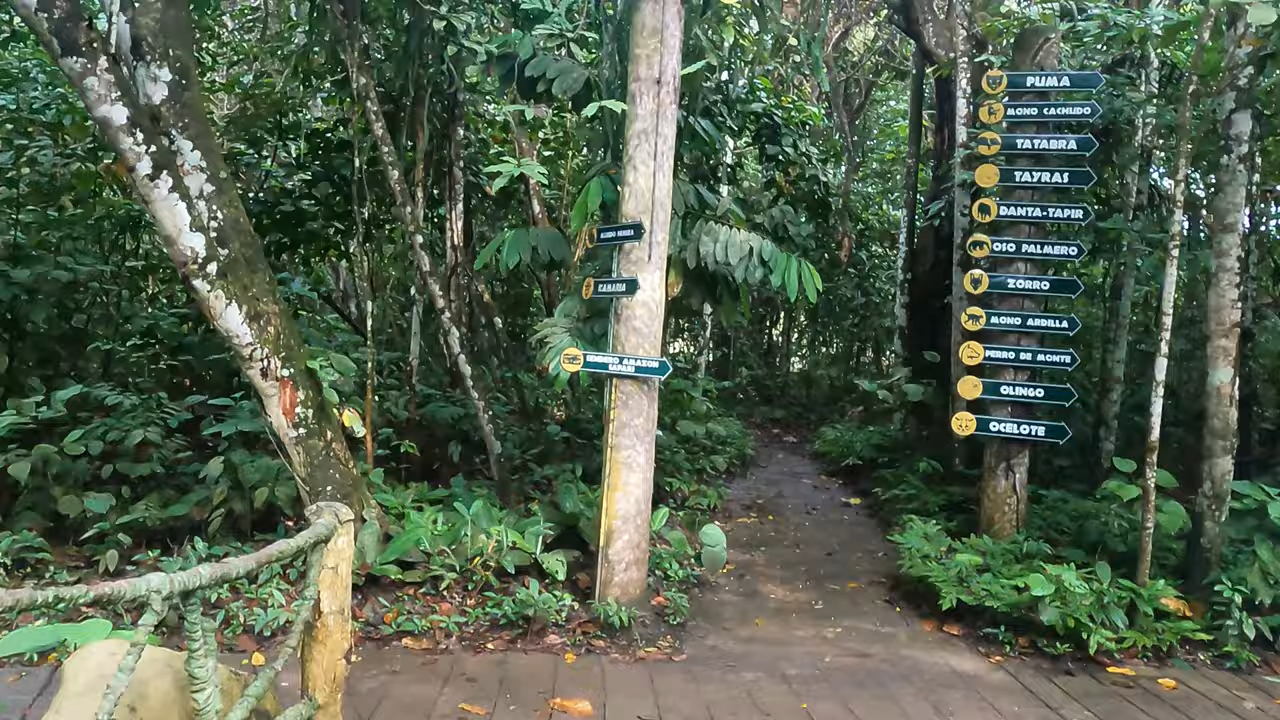 KAMARIA
SENDERO AMAZON
SAFARI
PUMA
MONO CACHUDO
TATABRA
TAYRAS
DANTA-TAPIR
OSO PALMERO
ZORRO
MONO ARDILLA
PERRO DE MONTE
OLINGO
OCELOTE